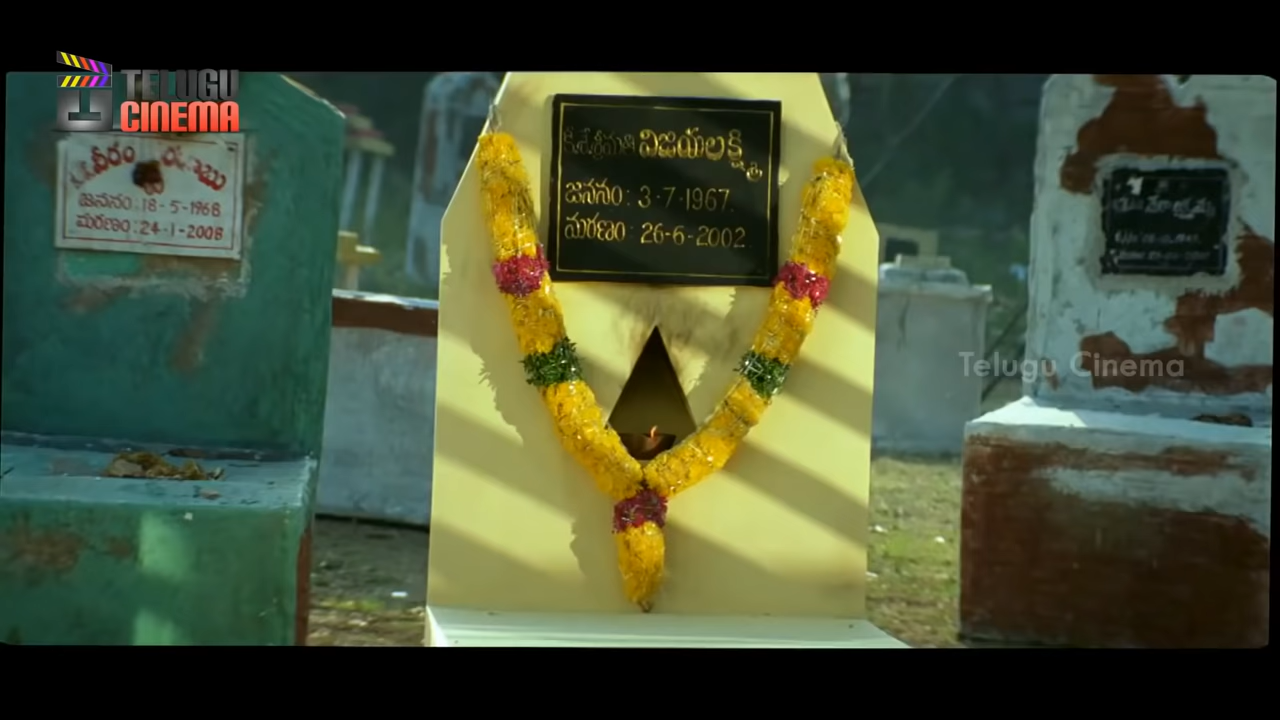 TELUGU
CINEMA
జననం: 18-5-1968
మరణం: 24-1-2008
కీ.శే.శ్రీమతి విజయలక్ష్మి
జననం: 3-7-1967.
మరణం: 26-6-2002.
Telugu Cinema